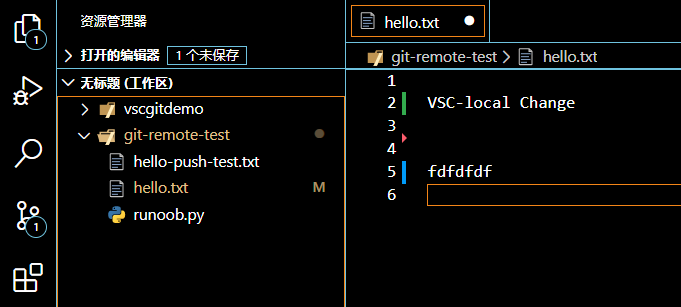 资源管理器
打开的编辑器 1 个未保存
无标题 (工作区)
vscgitdemo
git-remote-test
hello-push-test.txt
hello.txt M
runoob.py
1
1
hello.txt
git-remote-test > hello.txt
1
2 VSC-local Change
3
4
5 fdfdfdf
6